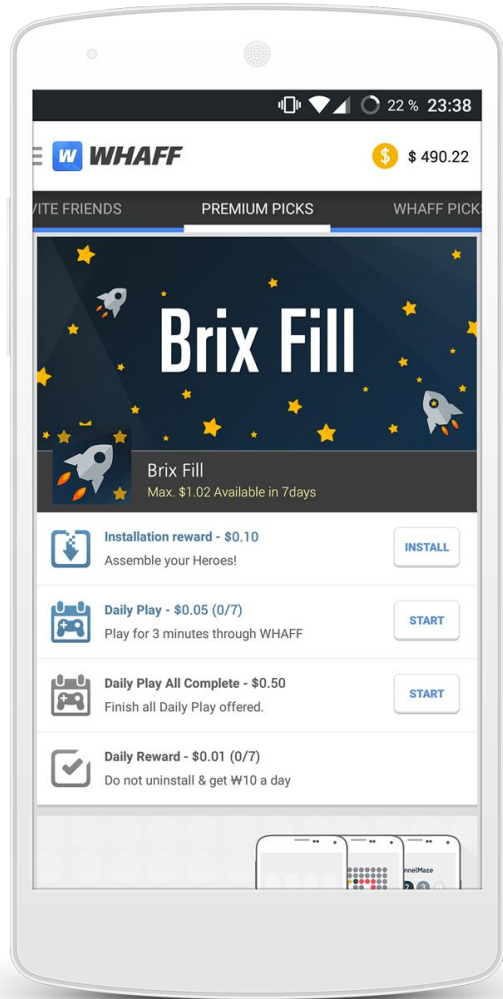 22 % 23:38
W WHAFF
$ $ 490.22
VITE FRIENDS
PREMIUM PICKS
WHAFF PICK
Brix Fill
Brix Fill
Max. $1.02 Available in 7days
Installation reward - $0.10
Assemble your Heroes!
INSTALL
Daily Play - $0.05 (0/7)
Play for 3 minutes through WHAFF
START
Daily Play All Complete - $0.50
Finish all Daily Play offered.
START
Daily Reward - $0.01 (0/7)
Do not uninstall & get ₩10 a day
nnelMaze